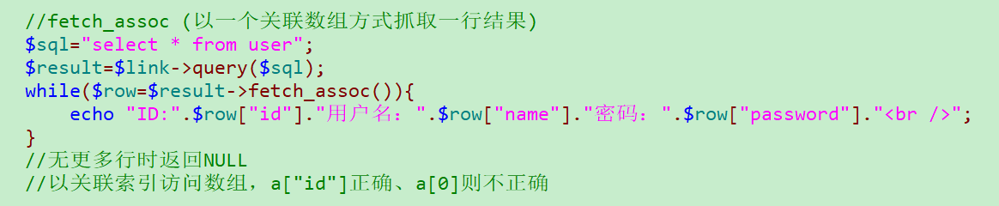 //fetch_assoc (以一个关联数组方式抓取一行结果)
$sql="select * from user";
$result=$link->query($sql);
while($row=$result->fetch_assoc()){
    echo "ID:".$row["id"]."用户名：".$row["name"]."密码：".$row["password"]."<br />";
}
//无更多行时返回NULL
//以关联索引访问数组，a["id"]正确、a[0]则不正确